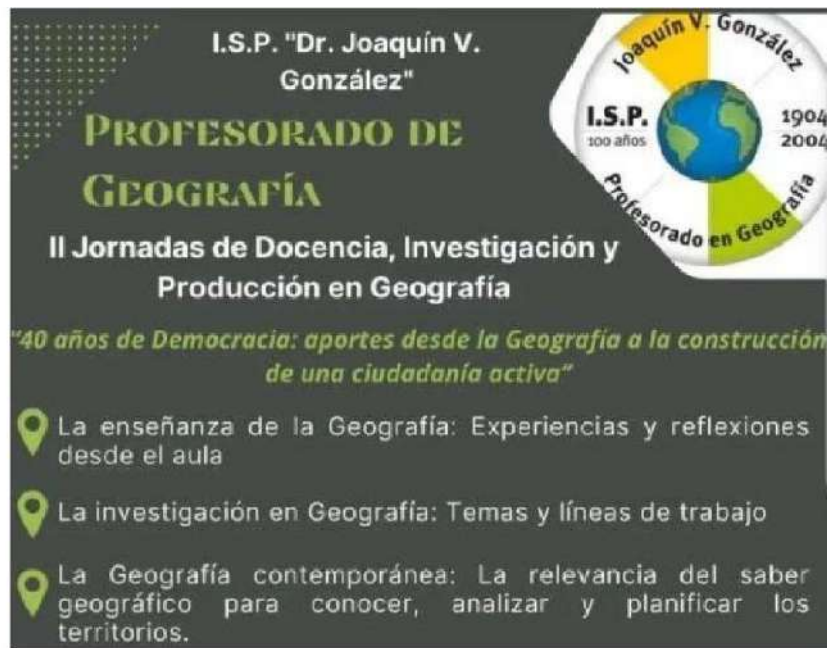 I.S.P. "Dr. Joaquín V.
González"
PROFESORADO DE
GEOGRAFÍA
II Jornadas de Docencia, Investigación y
Producción en Geografía
Joaquín V. González
I.S.P.
100 años
1904
2004
Profesorado en Geografía
"40 años de Democracia: aportes desde la Geografía a la construcción
de una ciudadanía activa"
La enseñanza de la Geografía: Experiencias y reflexiones
desde el aula
La investigación en Geografía: Temas y líneas de trabajo
La Geografía contemporánea: La relevancia del saber
geográfico para conocer, analizar y planificar los
territorios.